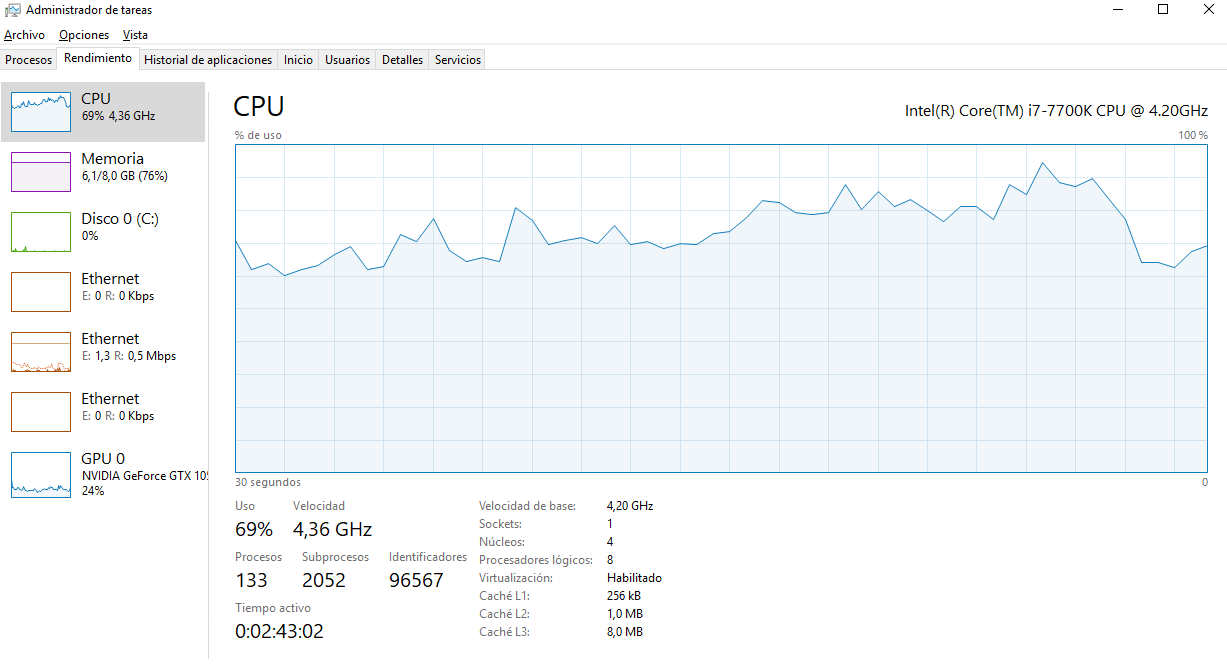 Administrador de tareas
Archivo Opciones Vista
Procesos Rendimiento Historial de aplicaciones Inicio Usuarios Detalles Servicios
CPU
69% 4,36 GHz
Memoria
6,1/8,0 GB (76%)
Disco 0 (C:)
0%
Ethernet
E: 0 R: 0 Kbps
Ethernet
E: 1,3 R: 0,5 Mbps
Ethernet
E: 0 R: 0 Kbps
GPU 0
NVIDIA GeForce GTX 105
24%
CPU
Intel(R) Core(TM) i7-7700K CPU @ 4.20GHz
% de uso 100 %
30 segundos 0
Uso Velocidad
69% 4,36 GHz
Procesos Subprocesos Identificadores
133 2052 96567
Tiempo activo
0:02:43:02
Velocidad de base: 4,20 GHz
Sockets: 1
Núcleos: 4
Procesadores lógicos: 8
Virtualización: Habilitado
Caché L1: 256 kB
Caché L2: 1,0 MB
Caché L3: 8,0 MB